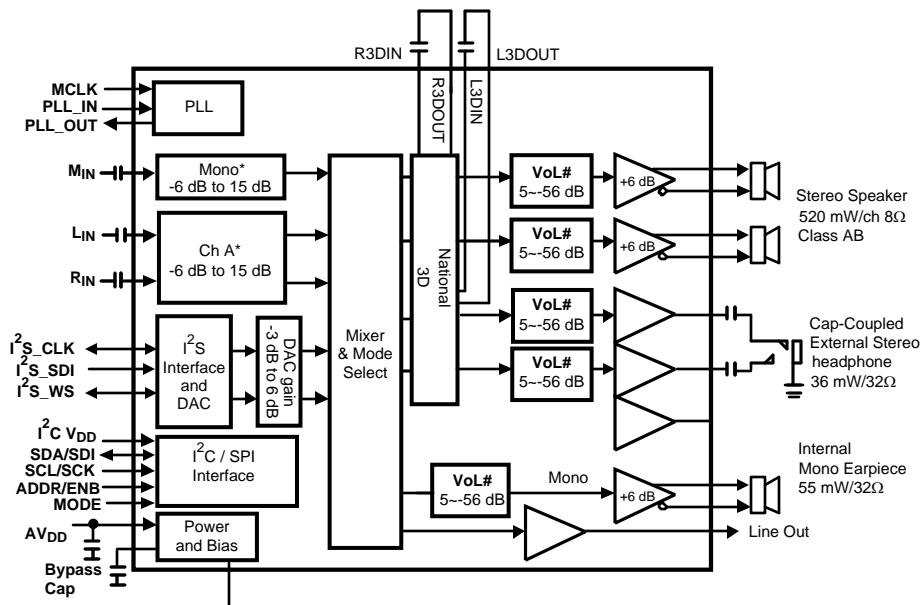 R3DIN
L3DOUT
R3DOUT
L3DIN
MCLK
PLL_IN
PLL_OUT
PLL
MIN
Mono*
-6 dB to 15 dB
LIN
RIN
Ch A*
-6 dB to 15 dB
I2S_CLK
I2S_SDI
I2S_WS
I2S
Interface
and
DAC
DAC gain
-3 dB to 6 dB
I2C VDD
SDA/SDI
SCL/SCK
ADDR/ENB
MODE
I2C / SPI
Interface
AVDD
Bypass
Cap
Power
and Bias
Mixer
& Mode
Select
National
3D
VoL#
5~-56 dB
+6 dB
VoL#
5~-56 dB
+6 dB
Stereo Speaker
520 mW/ch 8Ω
Class AB
VoL#
5~-56 dB
VoL#
5~-56 dB
Cap-Coupled
External Stereo
headphone
36 mW/32Ω
VoL#
5~-56 dB
Mono
+6 dB
Internal
Mono Earpiece
55 mW/32Ω
Line Out